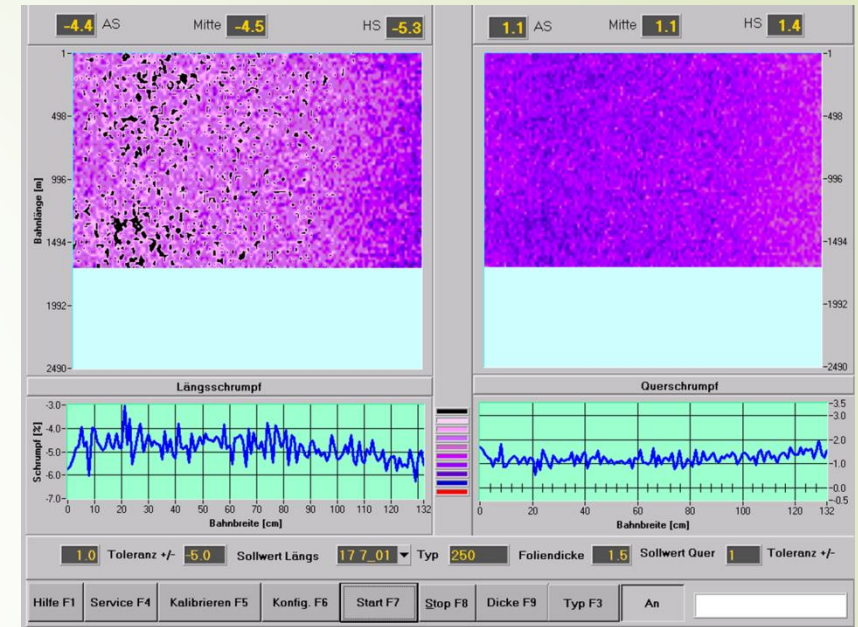 -4.4 AS Mitte -4.5 HS -5.3 1.1 AS Mitte 1.1 HS 1.4
1
498
996
1494
1992
2490
Bahnlänge [m]
1
498
996
1494
1992
2490
Längsschrumpf Querschrumpf
-3.0
-4.0
-5.0
-6.0
-7.0
Schrumpf [%]
0 10 20 30 40 50 60 70 80 90 100 110 120 132
Bahnbreite [cm]
3.5
3.0
2.0
1.0
0.0
-0.5
0 20 40 60 80 100 120 132
Bahnbreite [cm]
1.0 Toleranz +/- -5.0 Sollwert Längs 17 7_01 Typ 250 Foliendicke 1.5 Sollwert Quer 1 Toleranz +/-
Hilfe F1 Service F4 Kalibrieren F5 Konfig. F6 Start F7 Stop F8 Dicke F9 Typ F3 An